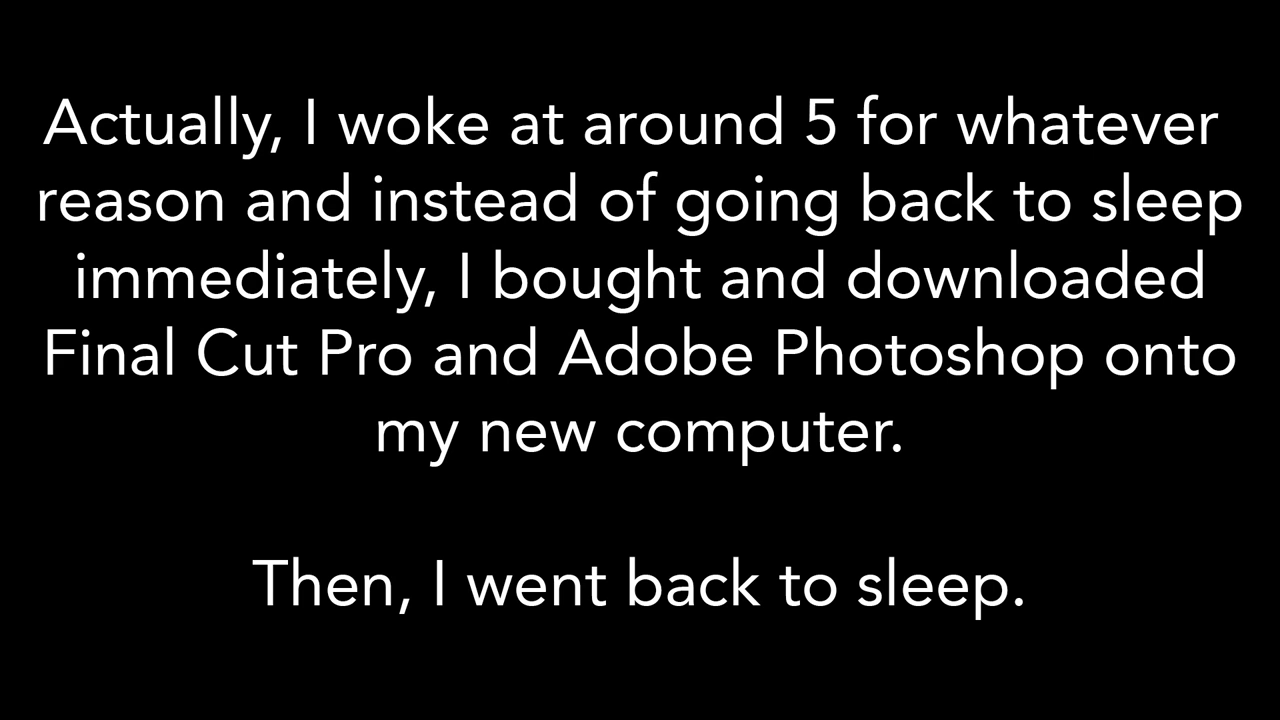 Actually, I woke at around 5 for whatever
reason and instead of going back to sleep
immediately, I bought and downloaded
Final Cut Pro and Adobe Photoshop onto
my new computer.
Then, I went back to sleep.